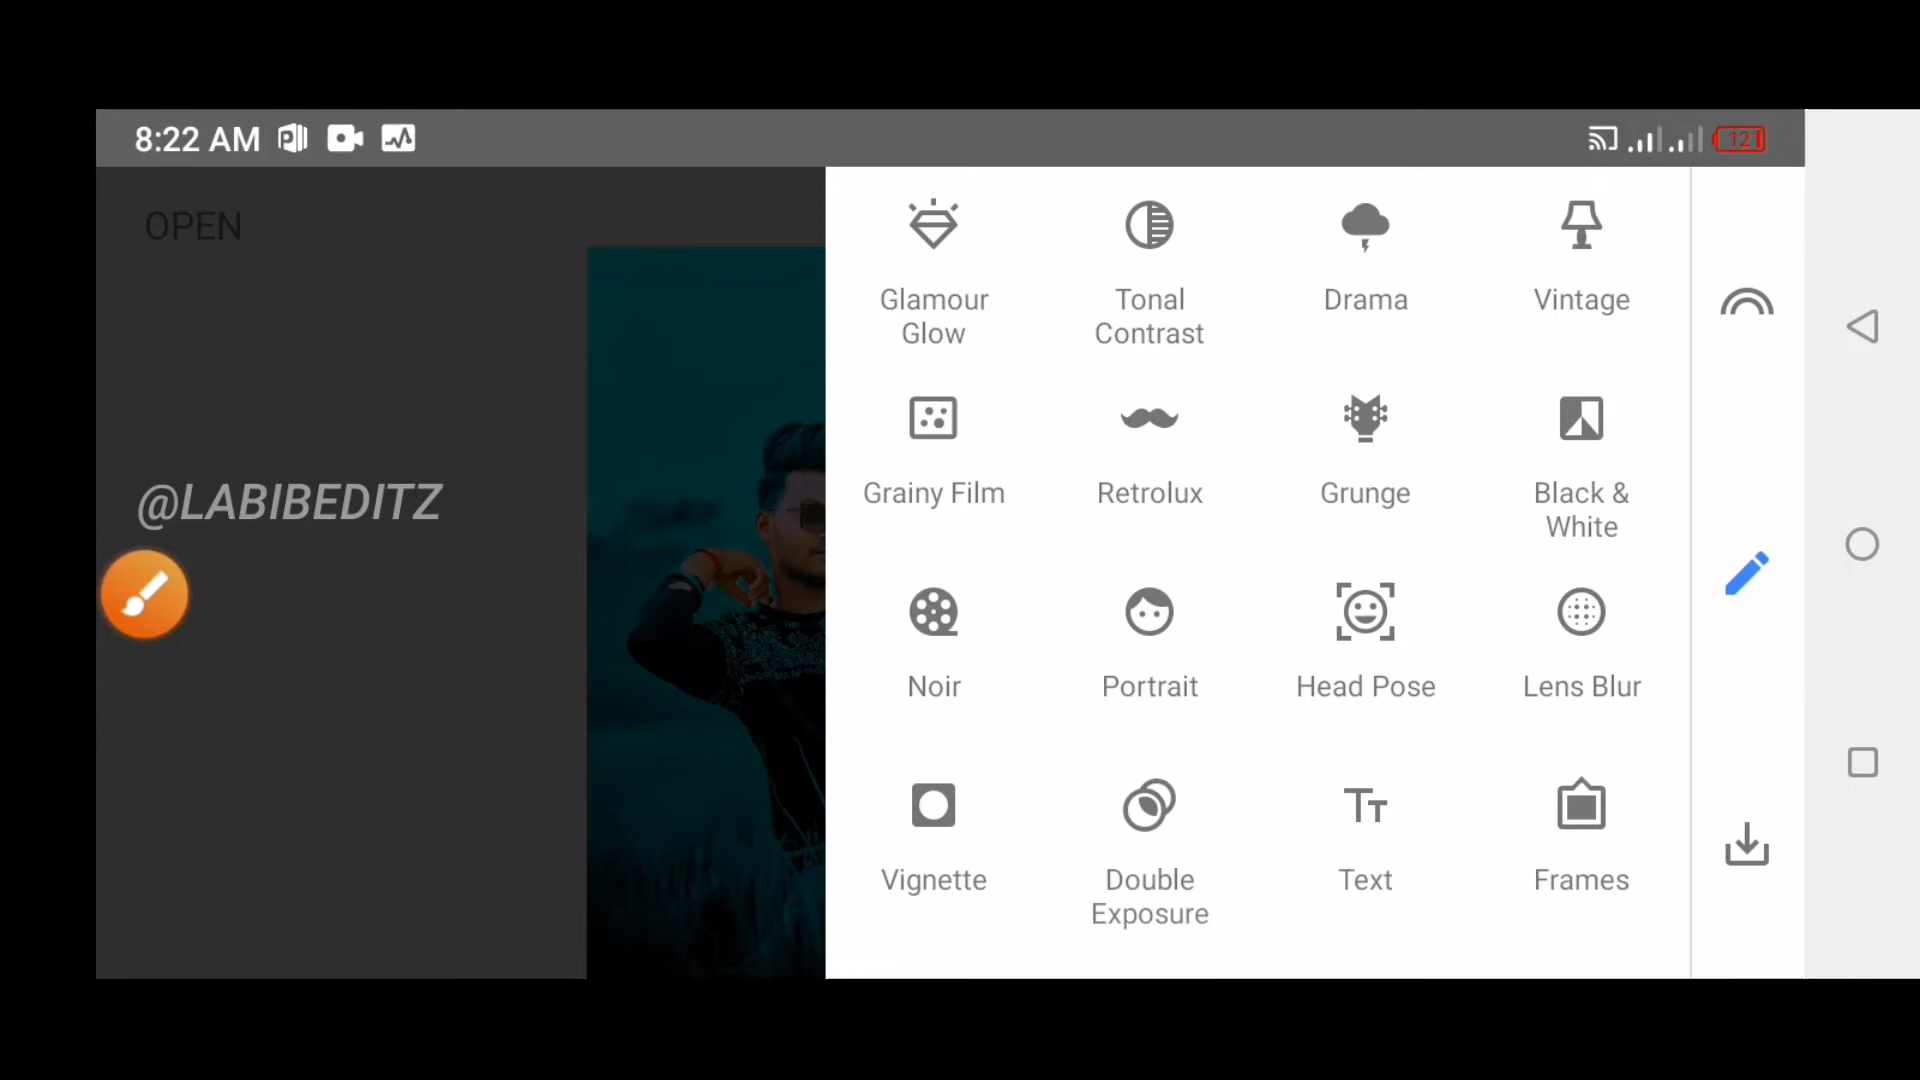 8:22 AM
12
OPEN
@LABIBEDITZ
Glamour
Glow
Tonal
Contrast
Drama
Vintage
Grainy Film
Retrolux
Grunge
Black &
White
Noir
Portrait
Head Pose
Lens Blur
Vignette
Double
Exposure
Text
Frames